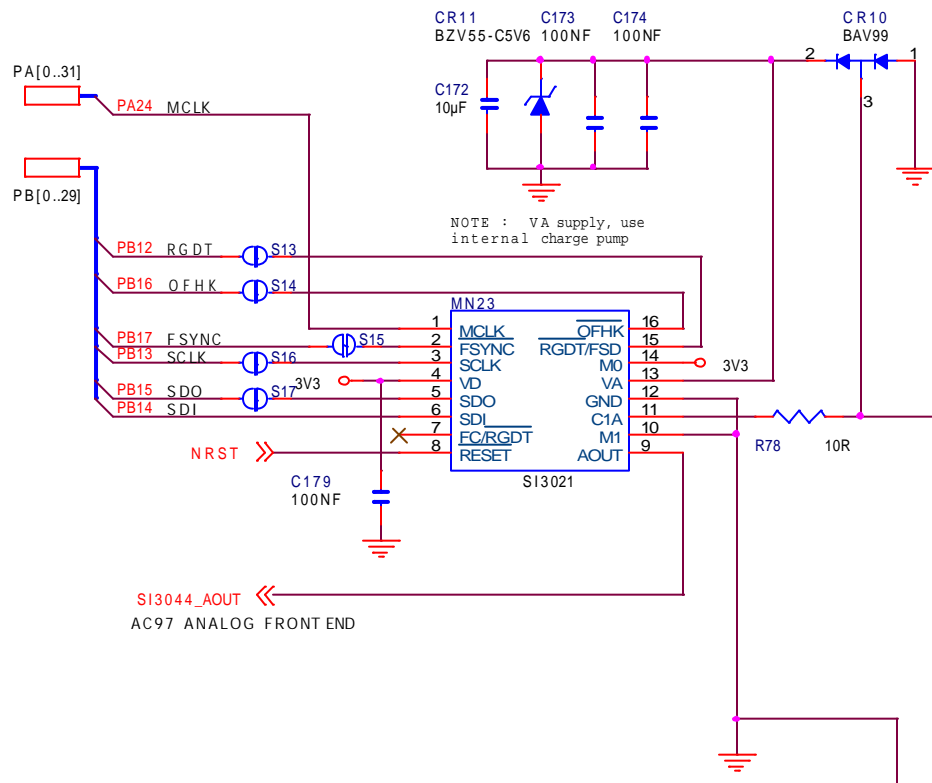 CR11
BZV55-C5V6
C173
100NF
C174
100NF
CR10
BAV99
2
1
3
C172
10µF
PA[0..31]
PA24 MCLK
PB[0..29]
NOTE : VA supply, use
internal charge pump
PB12 RGDT S13
PB16 OFHK S14
PB17 FSYNC S15
PB13 SCLK S16
PB15 SDO S17
PB14 SDI
3V3
MN23
1 MCLK
2 FSYNC
3 SCLK
4 VD
5 SDO
6 SDI
7 FC/RGDT
8 RESET
16 OFHK
15 RGDT/FSD
14 M0
13 VA
12 GND
11 C1A
10 M1
9 AOUT
SI3021
3V3
R78 10R
NRST
C179
100NF
SI3044_AOUT
AC97 ANALOG FRONT END